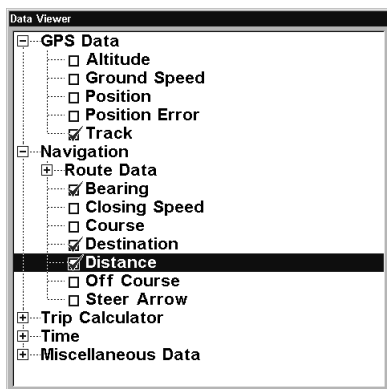 Data Viewer
GPS Data
Altitude
Ground Speed
Position
Position Error
Track
Navigation
Route Data
Bearing
Closing Speed
Course
Destination
Distance
Off Course
Steer Arrow
Trip Calculator
Time
Miscellaneous Data